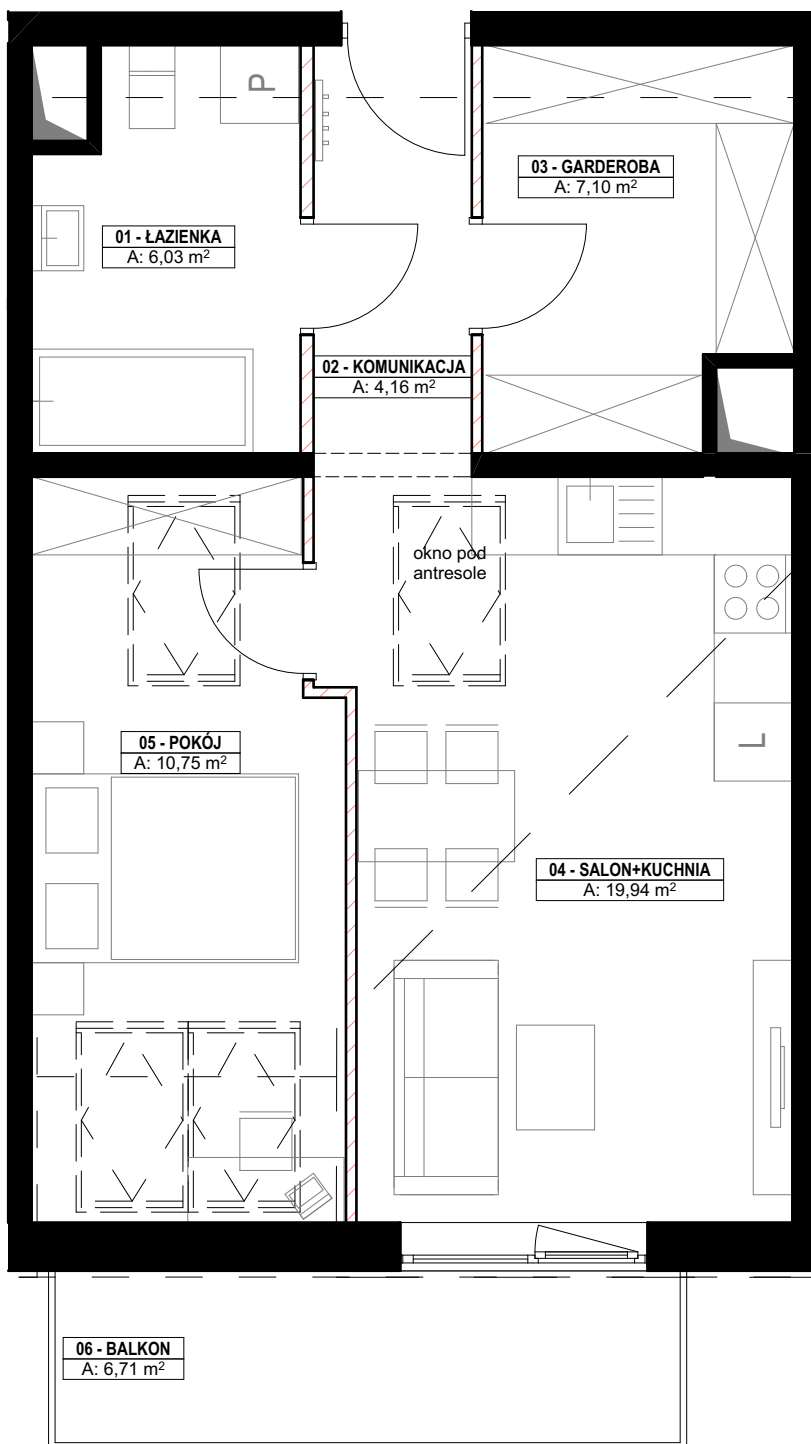 P
03 - GARDEROBA
A: 7,10 m²
01 - ŁAZIENKA
A: 6,03 m²
02 - KOMUNIKACJA
A: 4,16 m²
okno pod
antresole
05 - POKÓJ
A: 10,75 m²
L
04 - SALON+KUCHNIA
A: 19,94 m²
06 - BALKON
A: 6,71 m²